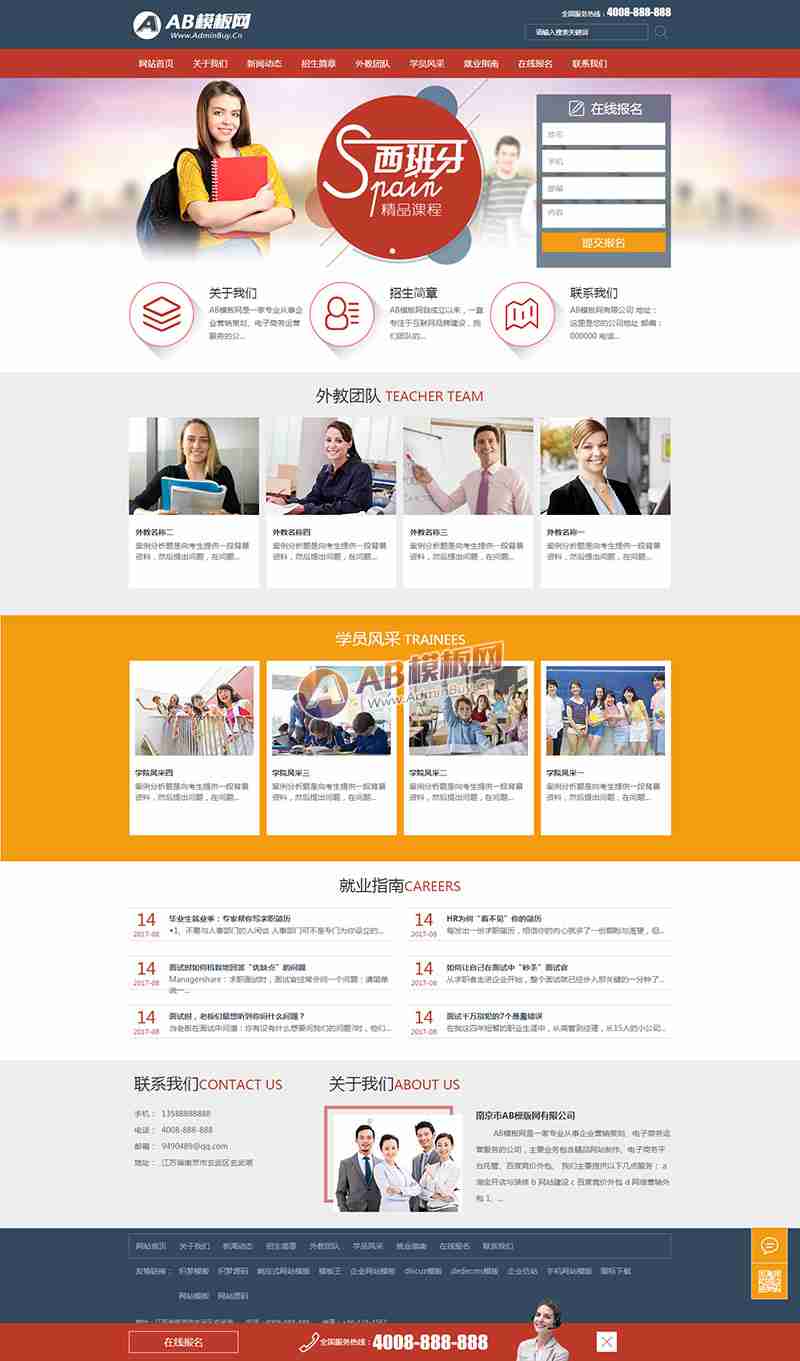 AB模板网
Www.AdminBuy.Cn
全国服务热线：4008-888-888
请输入搜索关键词
网站首页 关于我们 新闻动态 招生简章 外教团队 学员风采 就业指南 在线报名 联系我们
西班牙
Spain
精品课程
在线报名
姓名
手机
邮箱
内容
提交报名
关于我们
AB模板网是一家专业从事企
业营销策划、电子商务运营
服务的公...
招生简章
AB模板网自成立以来，一直
专注于互联网品牌建设，我
们团队的...
联系我们
AB模板网有限公司 地址：
这里是您的公司地址 邮编：
000000 电话...
外教团队 TEACHER TEAM
外教名称二
案例分析题是向考生提供一段背景
资料，然后提出问题，在问题...
外教名称四
案例分析题是向考生提供一段背景
资料，然后提出问题，在问题...
外教名称三
案例分析题是向考生提供一段背景
资料，然后提出问题，在问题...
外教名称一
案例分析题是向考生提供一段背景
资料，然后提出问题，在问题...
学员风采 TRAINEES
AB模板网
Www.AdminBuy.Cn
学院风采四
案例分析题是向考生提供一段背景
资料，然后提出问题，在问题...
学院风采三
案例分析题是向考生提供一段背景
资料，然后提出问题，在问题...
学院风采二
案例分析题是向考生提供一段背景
资料，然后提出问题，在问题...
学院风采一
案例分析题是向考生提供一段背景
资料，然后提出问题，在问题...
就业指南CAREERS
14
2017-08
毕业生就业季：专家帮你写求职简历
•1、不要与人事部门的人闲谈 人事部门可不是专门为你设立的...
14
2017-08
HR为何“看不见”你的简历
每发出一份求职简历，相信你的内心就多了一份期盼与渴望，但...
14
2017-08
面试时如何机智地回答“优缺点”的问题
Managershare：求职面试时，面试官经常会问一个问题：请简单
说一...
14
2017-08
如何让自己在面试中“秒杀”面试官
从求职者走进企业开始，整个面试就已经步入那关键的一分种了...
14
2017-08
面试时，老板们最想听到你问什么问题？
当老板在面试中问道：你有没有什么想要问我们的问题?时，他们...
14
2017-08
面试千万别犯的7个是最错误
在我这四年短暂的职业生涯中，从高管到经理，从35人的小公司...
联系我们CONTACT US
手机： 13588888888
电话： 4008-888-888
邮箱： 9490489@qq.com
地址： 江苏省南京市玄武区玄武湖
关于我们ABOUT US
南京市AB模版网有限公司
AB模板网是一家专业从事企业营销策划、电子商务运
营服务的公司，主要业务包含精品网站制作、电子商务平
台托管、百度竞价外包。 我们主要提供以下几点服务： a
淘宝开店与装修 b 网站建设 c 百度竞价外包 d 网络营销外
包 1、...
网站首页 关于我们 新闻动态 招生简章 外教团队 学员风采 就业指南 在线报名 联系我们
友情链接： 织梦模板 织梦源码 响应式网站模板 模板王 企业网站模板 dedecms模板 企业仿站 手机网站模板 图标下载
网站模板 网站源码
在线报名
全国服务热线：4008-888-888